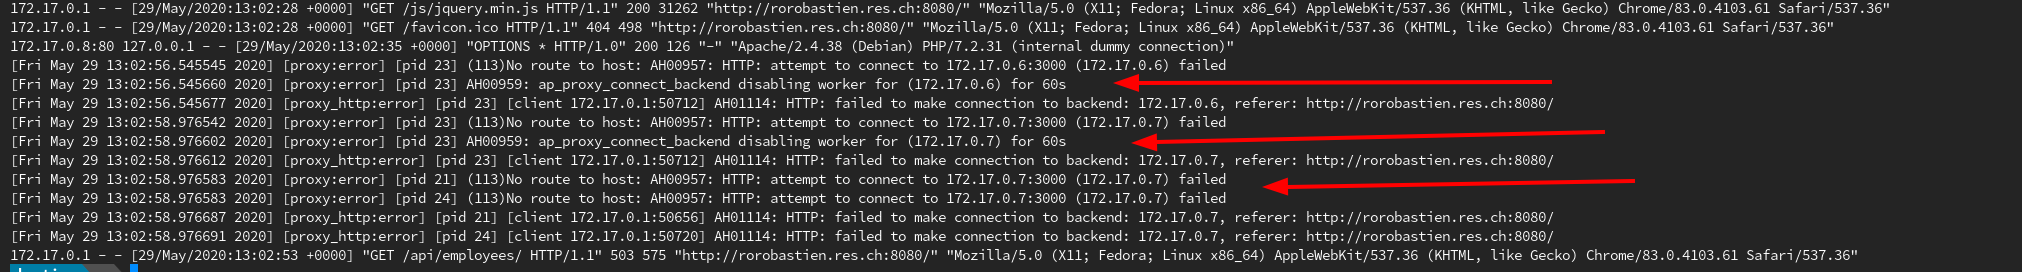 172.17.0.1 - - [29/May/2020:13:02:28 +0000] "GET /js/jquery.min.js HTTP/1.1" 200 31262 "http://rorobastien.res.ch:8080/" "Mozilla/5.0 (X11; Fedora; Linux x86_64) AppleWebKit/537.36 (KHTML, like Gecko) Chrome/83.0.4103.61 Safari/537.36"
172.17.0.1 - - [29/May/2020:13:02:28 +0000] "GET /favicon.ico HTTP/1.1" 404 498 "http://rorobastien.res.ch:8080/" "Mozilla/5.0 (X11; Fedora; Linux x86_64) AppleWebKit/537.36 (KHTML, like Gecko) Chrome/83.0.4103.61 Safari/537.36"
172.17.0.8:80 127.0.0.1 - - [29/May/2020:13:02:35 +0000] "OPTIONS * HTTP/1.0" 200 126 "-" "Apache/2.4.38 (Debian) PHP/7.2.31 (internal dummy connection)"
[Fri May 29 13:02:56.545545 2020] [proxy:error] [pid 23] (113)No route to host: AH00957: HTTP: attempt to connect to 172.17.0.6:3000 (172.17.0.6) failed
[Fri May 29 13:02:56.545660 2020] [proxy:error] [pid 23] AH00959: ap_proxy_connect_backend disabling worker for (172.17.0.6) for 60s
[Fri May 29 13:02:56.545677 2020] [proxy_http:error] [pid 23] [client 172.17.0.1:50712] AH01114: HTTP: failed to make connection to backend: 172.17.0.6, referer: http://rorobastien.res.ch:8080/
[Fri May 29 13:02:58.976542 2020] [proxy:error] [pid 23] (113)No route to host: AH00957: HTTP: attempt to connect to 172.17.0.7:3000 (172.17.0.7) failed
[Fri May 29 13:02:58.976602 2020] [proxy:error] [pid 23] AH00959: ap_proxy_connect_backend disabling worker for (172.17.0.7) for 60s
[Fri May 29 13:02:58.976612 2020] [proxy_http:error] [pid 23] [client 172.17.0.1:50712] AH01114: HTTP: failed to make connection to backend: 172.17.0.7, referer: http://rorobastien.res.ch:8080/
[Fri May 29 13:02:58.976583 2020] [proxy:error] [pid 21] (113)No route to host: AH00957: HTTP: attempt to connect to 172.17.0.7:3000 (172.17.0.7) failed
[Fri May 29 13:02:58.976583 2020] [proxy:error] [pid 24] (113)No route to host: AH00957: HTTP: attempt to connect to 172.17.0.7:3000 (172.17.0.7) failed
[Fri May 29 13:02:58.976687 2020] [proxy_http:error] [pid 21] [client 172.17.0.1:50656] AH01114: HTTP: failed to make connection to backend: 172.17.0.7, referer: http://rorobastien.res.ch:8080/
[Fri May 29 13:02:58.976691 2020] [proxy_http:error] [pid 24] [client 172.17.0.1:50720] AH01114: HTTP: failed to make connection to backend: 172.17.0.7, referer: http://rorobastien.res.ch:8080/
172.17.0.1 - - [29/May/2020:13:02:53 +0000] "GET /api/employees/ HTTP/1.1" 503 575 "http://rorobastien.res.ch:8080/" "Mozilla/5.0 (X11; Fedora; Linux x86_64) AppleWebKit/537.36 (KHTML, like Gecko) Chrome/83.0.4103.61 Safari/537.36"